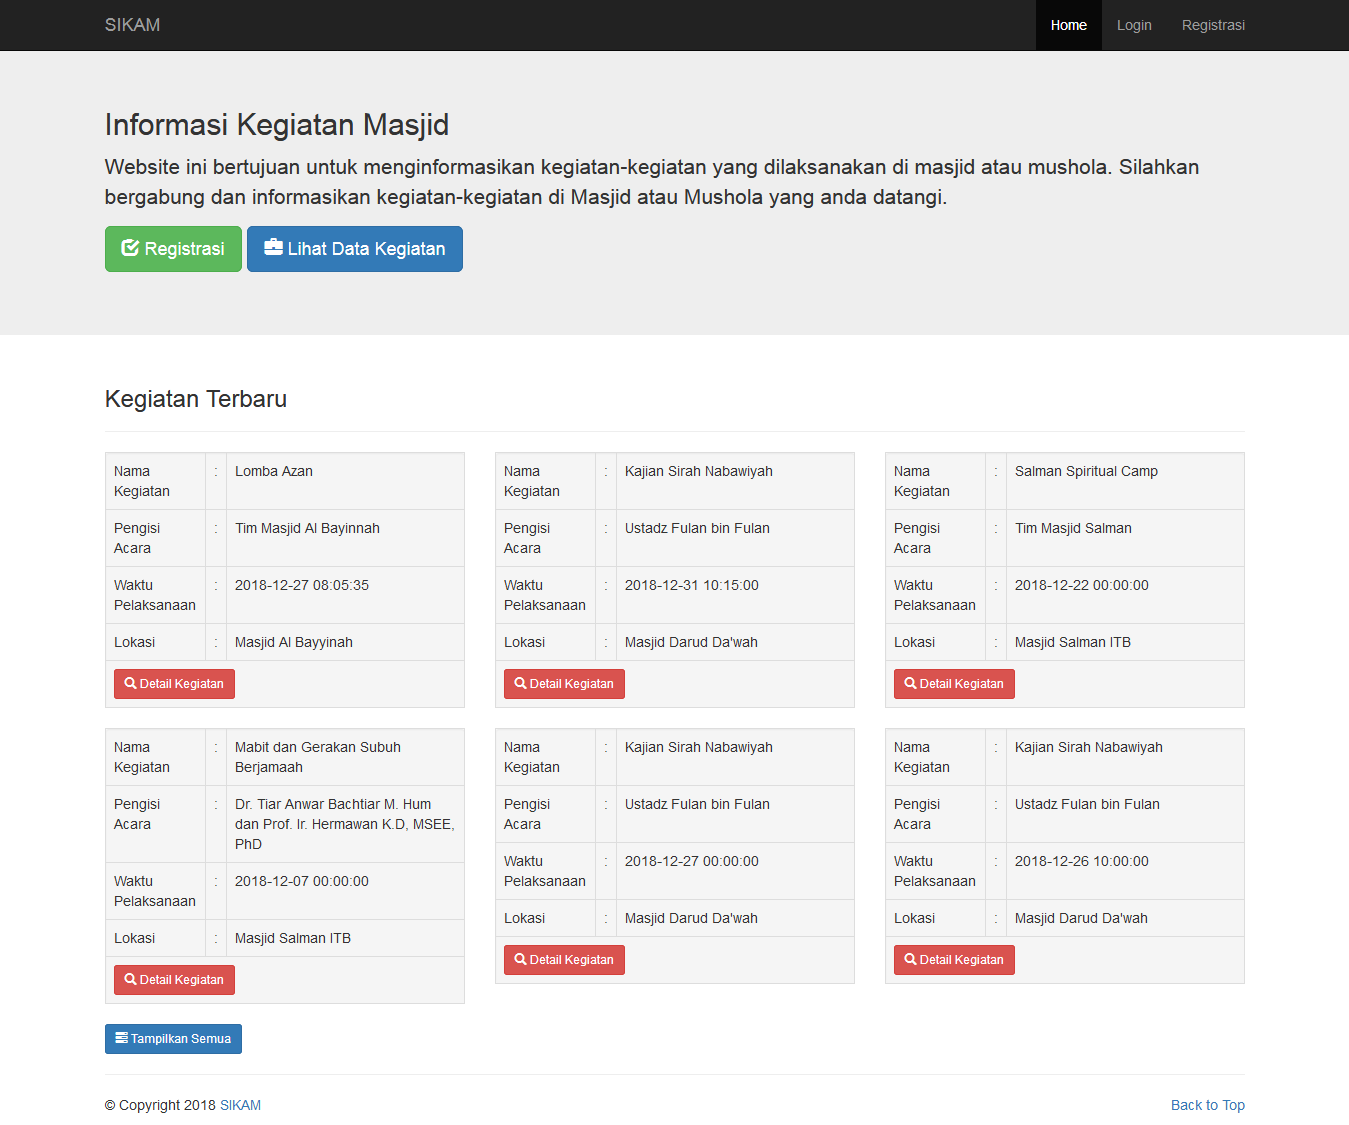 SIKAM
Home
Login
Registrasi
Informasi Kegiatan Masjid
Website ini bertujuan untuk menginformasikan kegiatan-kegiatan yang dilaksanakan di masjid atau mushola. Silahkan
bergabung dan informasikan kegiatan-kegiatan di Masjid atau Mushola yang anda datangi.
Registrasi
Lihat Data Kegiatan
Kegiatan Terbaru
Nama
Kegiatan
:
Lomba Azan
Pengisi
Acara
:
Tim Masjid Al Bayinnah
Waktu
Pelaksanaan
:
2018-12-27 08:05:35
Lokasi
:
Masjid Al Bayyinah
Detail Kegiatan
Nama
Kegiatan
:
Kajian Sirah Nabawiyah
Pengisi
Acara
:
Ustadz Fulan bin Fulan
Waktu
Pelaksanaan
:
2018-12-31 10:15:00
Lokasi
:
Masjid Darud Da'wah
Detail Kegiatan
Nama
Kegiatan
:
Salman Spiritual Camp
Pengisi
Acara
:
Tim Masjid Salman
Waktu
Pelaksanaan
:
2018-12-22 00:00:00
Lokasi
:
Masjid Salman ITB
Detail Kegiatan
Nama
Kegiatan
:
Mabit dan Gerakan Subuh
Berjamaah
Pengisi
Acara
:
Dr. Tiar Anwar Bachtiar M. Hum
dan Prof. Ir. Hermawan K.D, MSEE,
PhD
Waktu
Pelaksanaan
:
2018-12-07 00:00:00
Lokasi
:
Masjid Salman ITB
Detail Kegiatan
Nama
Kegiatan
:
Kajian Sirah Nabawiyah
Pengisi
Acara
:
Ustadz Fulan bin Fulan
Waktu
Pelaksanaan
:
2018-12-27 00:00:00
Lokasi
:
Masjid Darud Da'wah
Detail Kegiatan
Nama
Kegiatan
:
Kajian Sirah Nabawiyah
Pengisi
Acara
:
Ustadz Fulan bin Fulan
Waktu
Pelaksanaan
:
2018-12-26 10:00:00
Lokasi
:
Masjid Darud Da'wah
Detail Kegiatan
Tampilkan Semua
© Copyright 2018 SIKAM
Back to Top